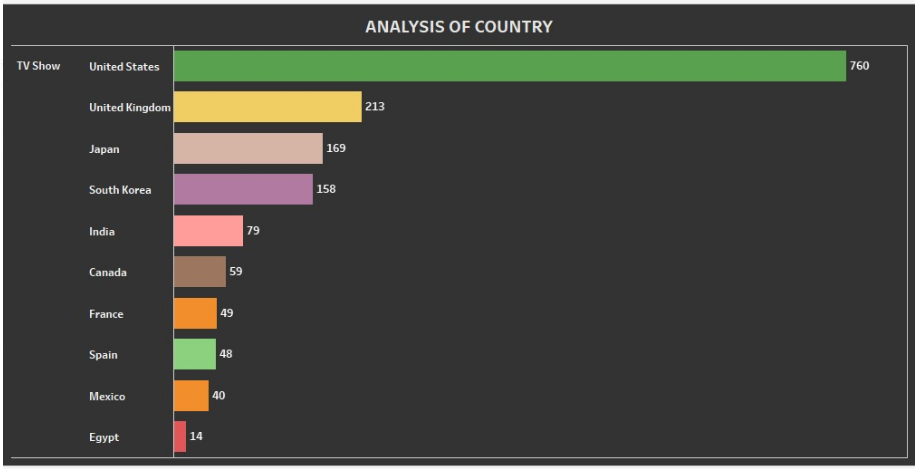 ANALYSIS OF COUNTRY
TV Show United States 760
United Kingdom 213
Japan 169
South Korea 158
India 79
Canada 59
France 49
Spain 48
Mexico 40
Egypt 14